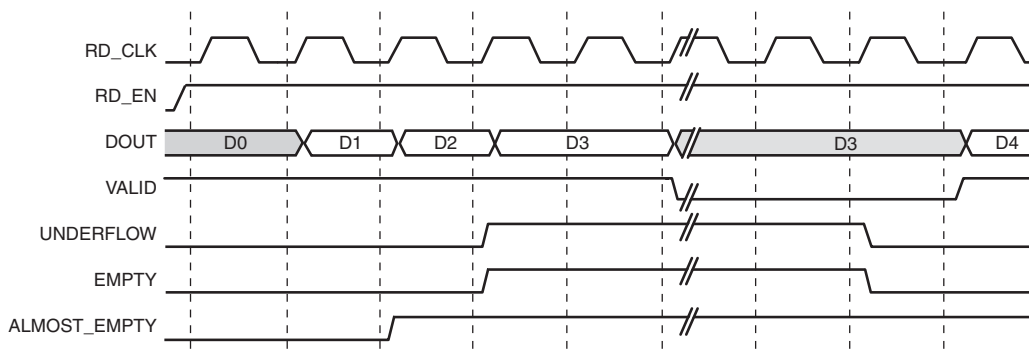 RD_CLK
RD_EN
DOUT D0 D1 D2 D3 D3 D4
VALID
UNDERFLOW
EMPTY
ALMOST_EMPTY